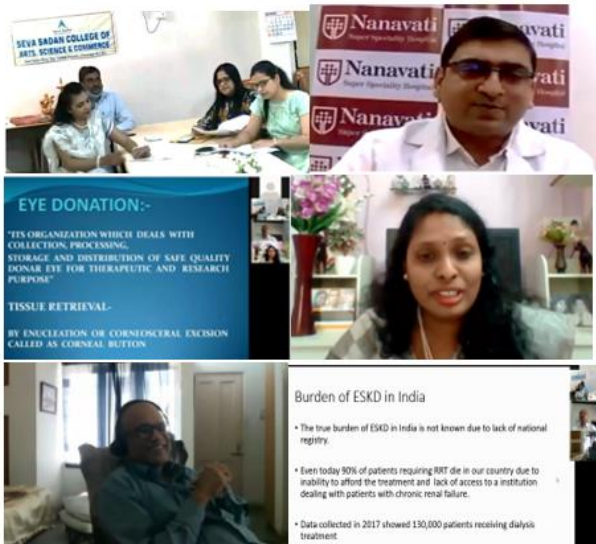 SEVA SADAN COLLEGE OF
ARTS, SCIENCE & COMMERCE
Nanavati
Super Speciality Hospital
Nanavati
Super Speciality Hospital
Nanavati
EYE DONATION:-
"ITS ORGANIZATION WHICH DEALS WITH
COLLECTION, PROCESSING,
STORAGE AND DISTRIBUTION OF SAFE QUALITY
DONAR EYE FOR THERAPEUTIC AND RESEARCH
PURPOSE"
TISSUE RETRIEVAL-
BY ENUCLEATION OR CORNEOSCERAL EXCISION
CALLED AS CORNEAL BUTTON
Burden of ESKD in India
• The true burden of ESKD in India is not known due to lack of national
registry.
• Even today 90% of patients requiring RRT die in our country due to
inability to afford the treatment and lack of access to a institution
dealing with patients with chronic renal failure.
• Data collected in 2017 showed 130,000 patients receiving dialysis
treatment